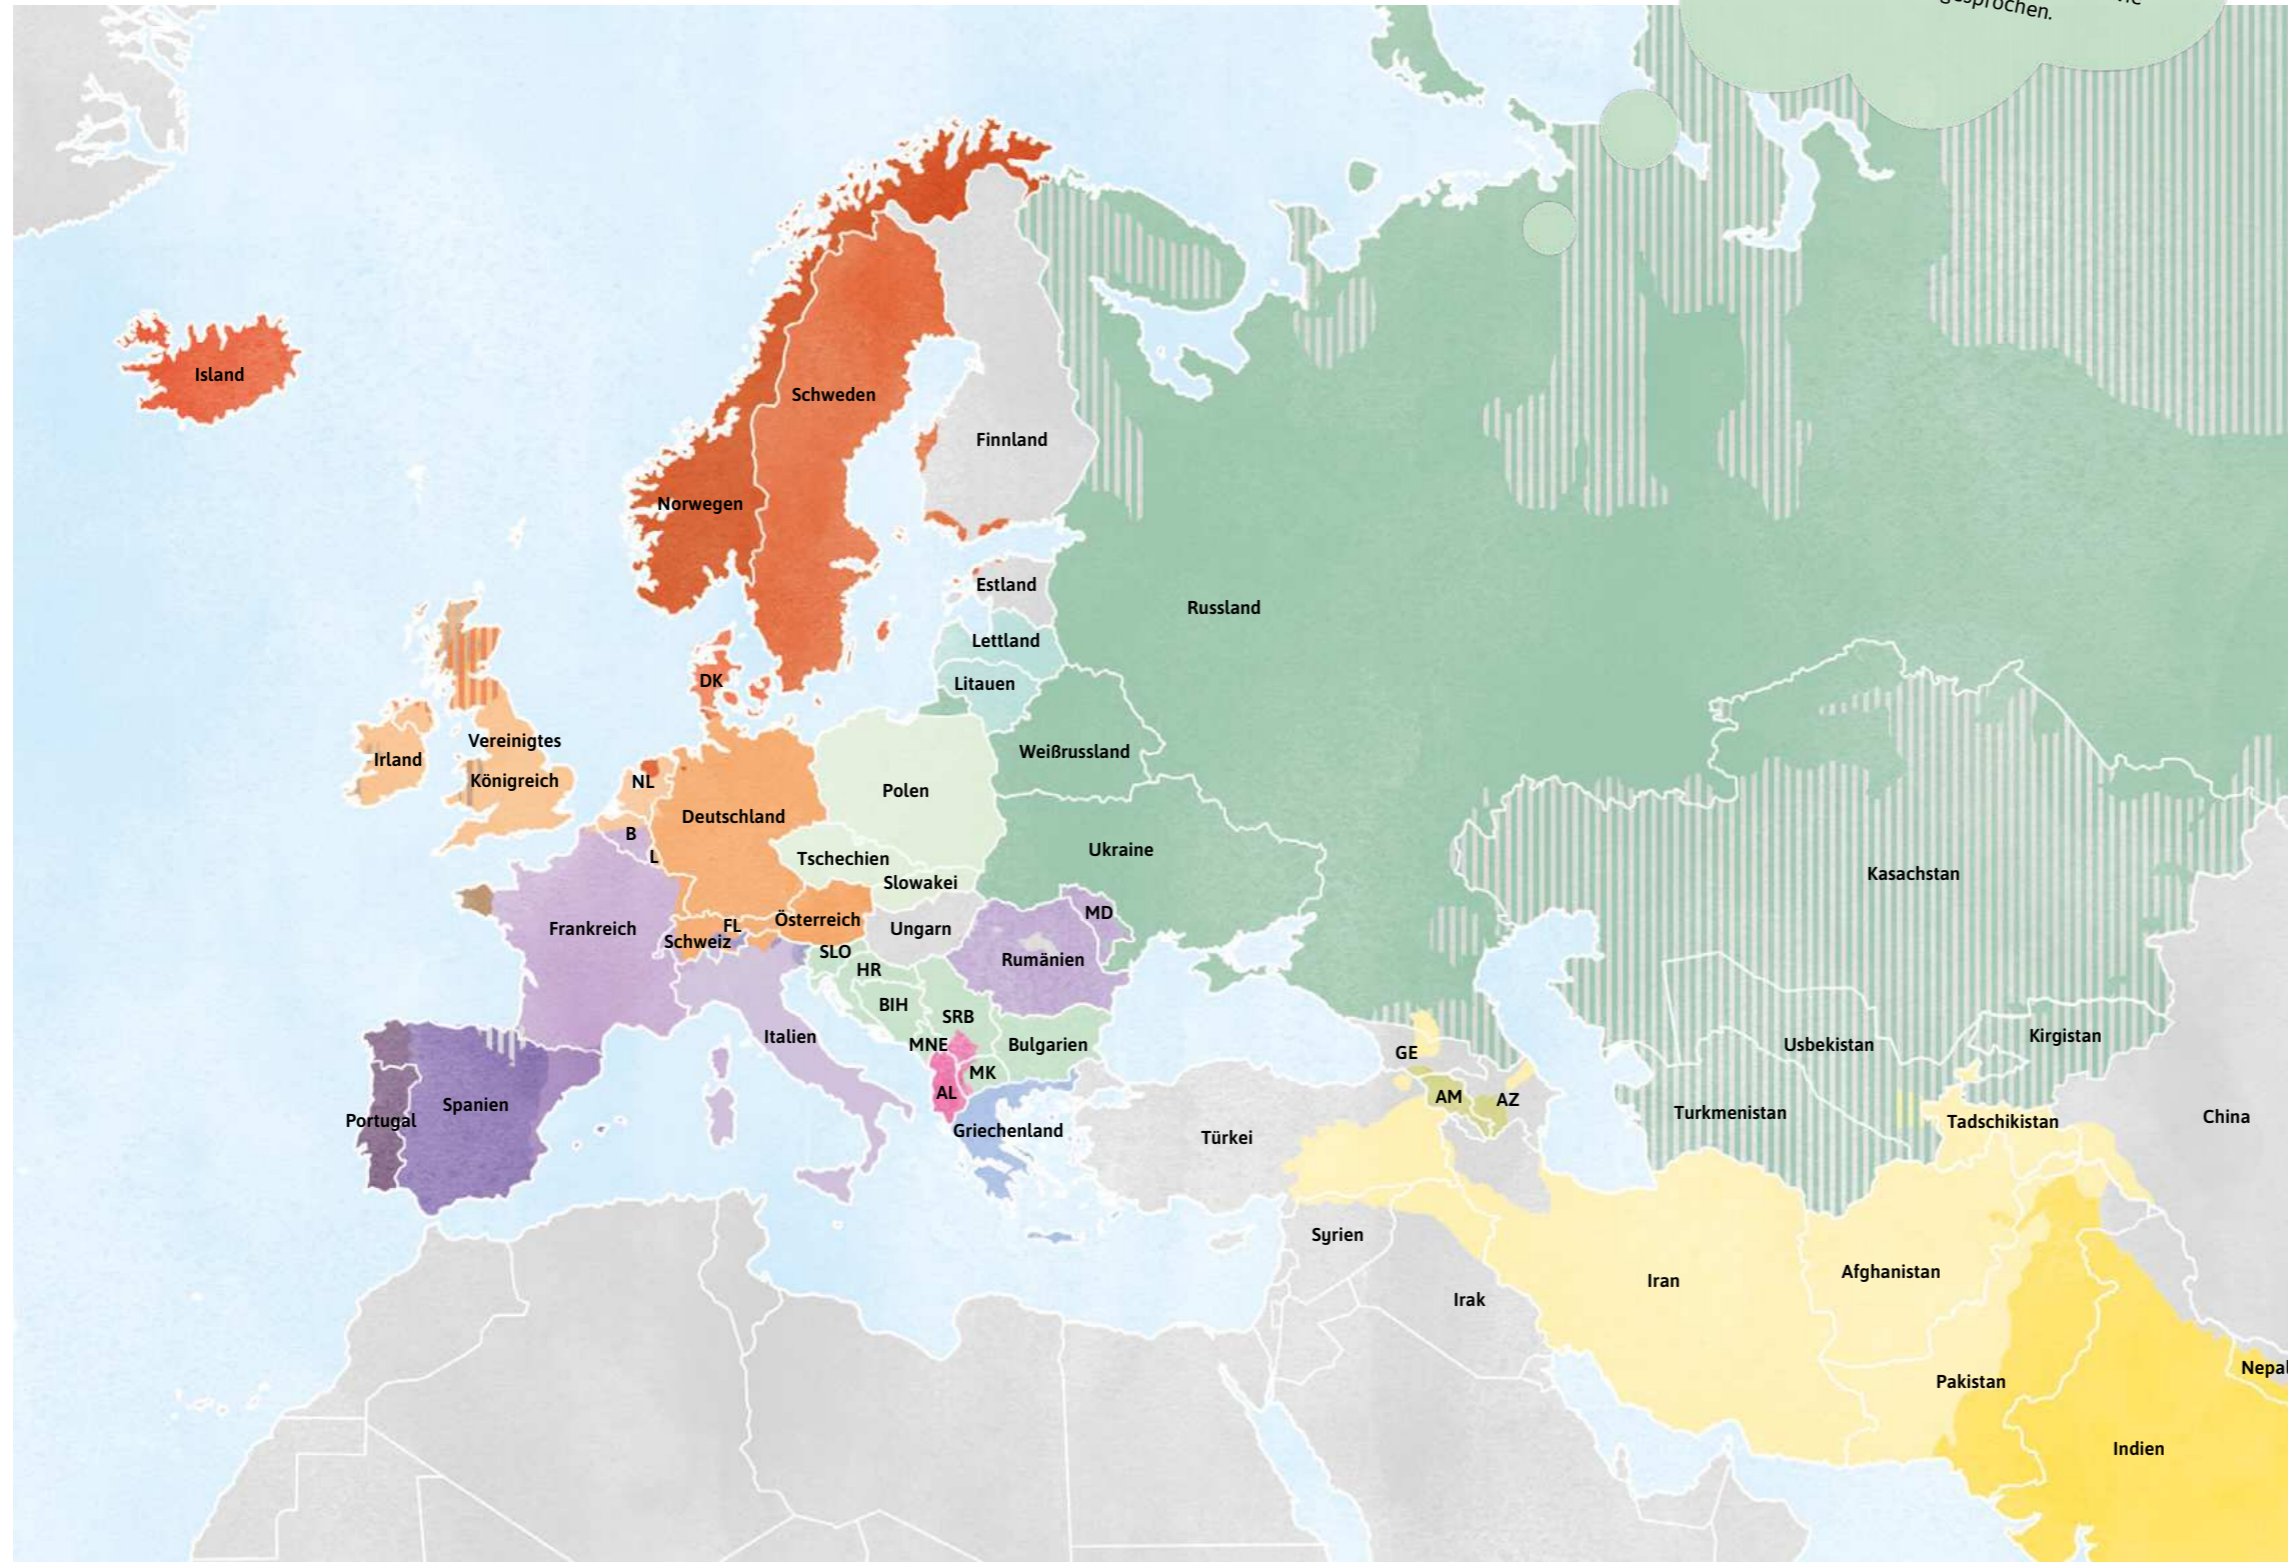 gesprochen.
Island
Schweden
Finnland
Norwegen
Estland
Russland
Lettland
DK
Litauen
Vereinigtes
Königreich
Irland
Weißrussland
NL
Polen
Deutschland
B
L
Tschechien
Ukraine
Slowakei
Kasachstan
MD
Österreich
FL
Frankreich
Ungarn
Schweiz
SLO
Rumänien
HR
BIH
SRB
Italien
MNE
Bulgarien
Kirgistan
Usbekistan
GE
MK
AL
AM
AZ
Spanien
Portugal
Turkmenistan
Tadschikistan
China
Griechenland
Türkei
Syrien
Iran
Afghanistan
Irak
Nepal
Pakistan
Indien